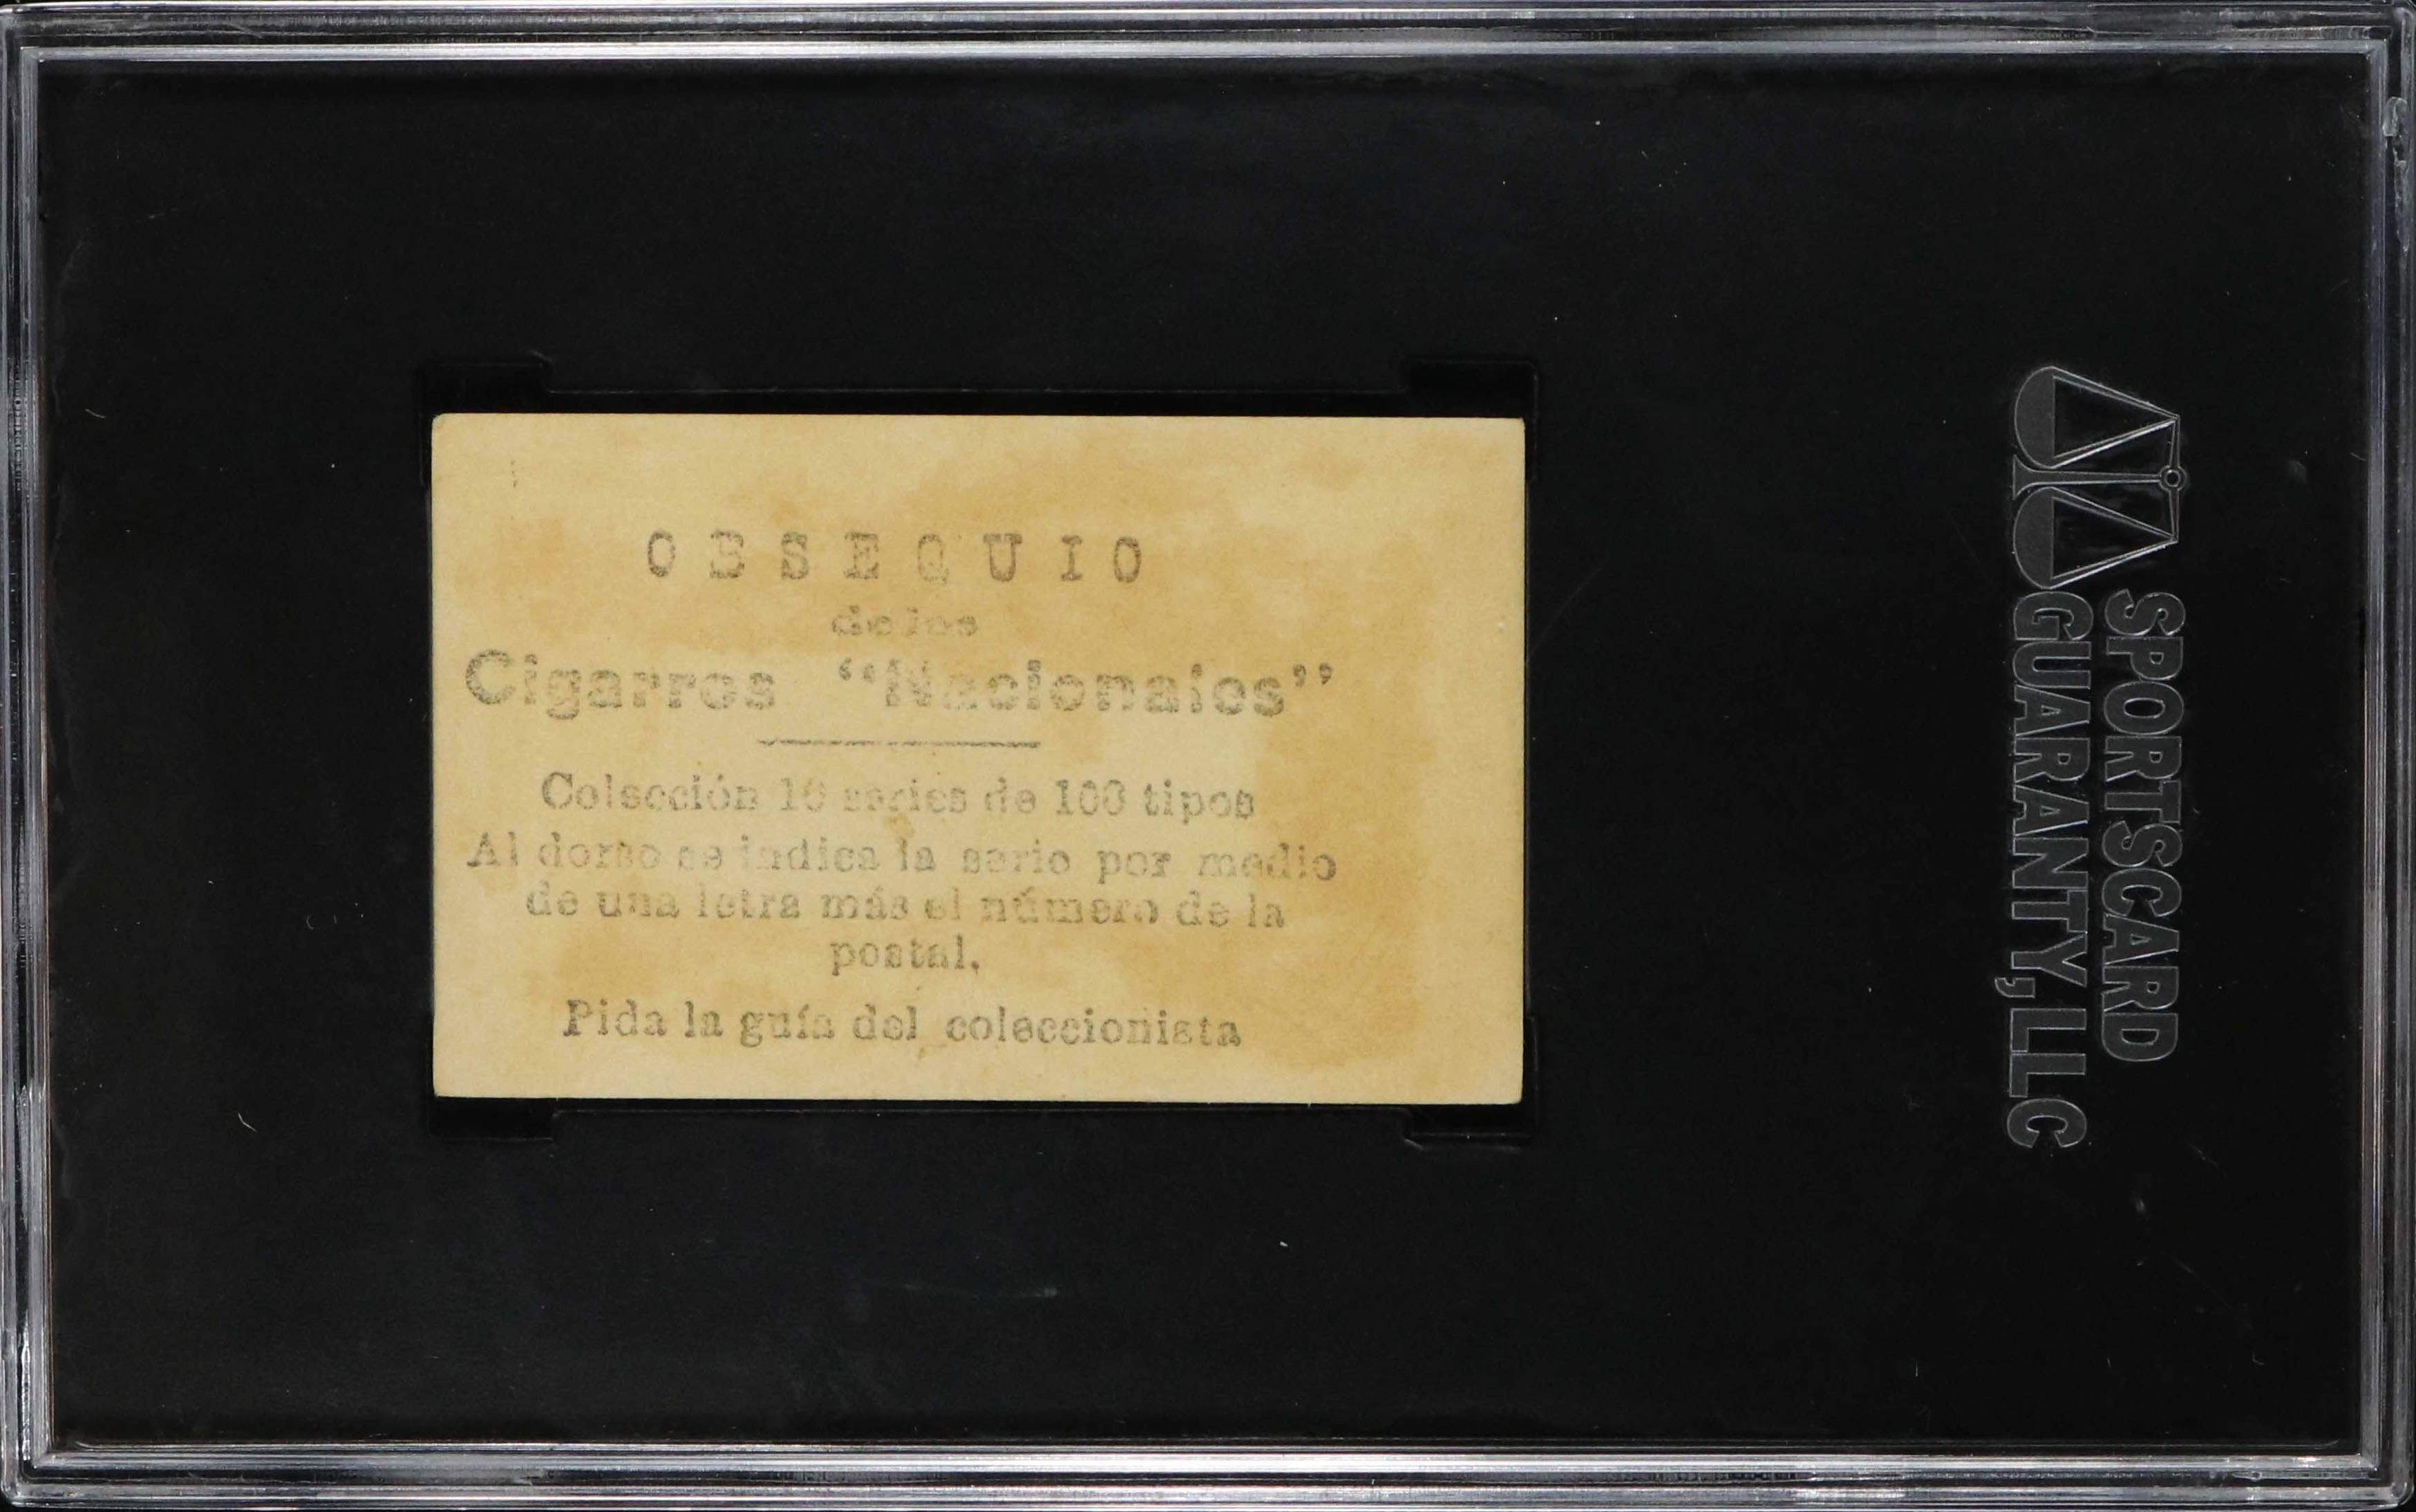 OBSEQUIO
de los
Cigarros "Nacionales"
Colección 10 series de 100 tipos
Al dorso se indica la serie por medio
de una letra más el número de la
postal.
Pida la guía del coleccionista
SPORTSCARD
GUARANTY, LLC